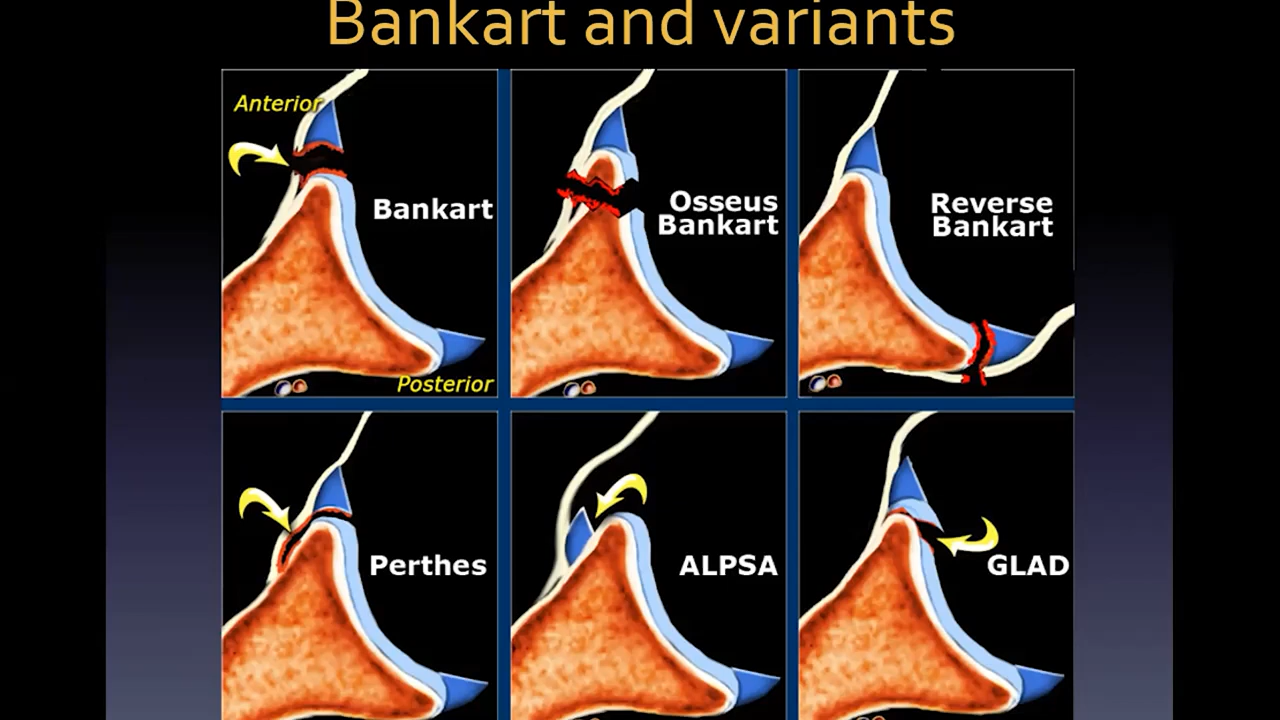 Bankart and variants
Anterior
Bankart
Posterior
Osseus
Bankart
Reverse
Bankart
Perthes
ALPSA
GLAD